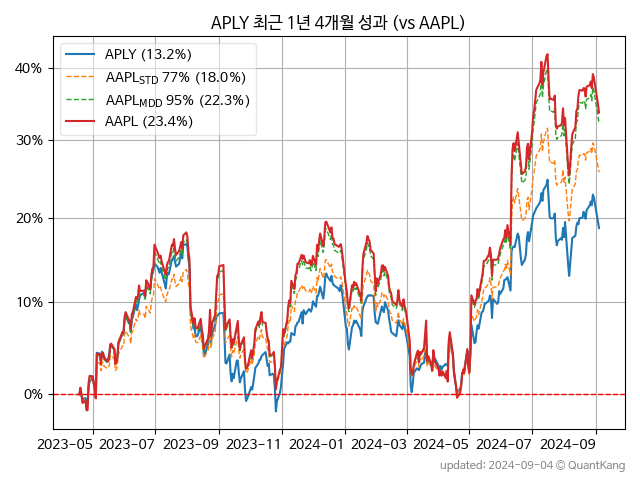 APLY 최근 1년 4개월 성과 (vs AAPL)
APLY (13.2%)
AAPL_STD 77% (18.0%)
AAPL_MDD 95% (22.3%)
AAPL (23.4%)
40%
30%
20%
10%
0%
2023-05 2023-07 2023-09 2023-11 2024-01 2024-03 2024-05 2024-07 2024-09
updated: 2024-09-04 © QuantKang